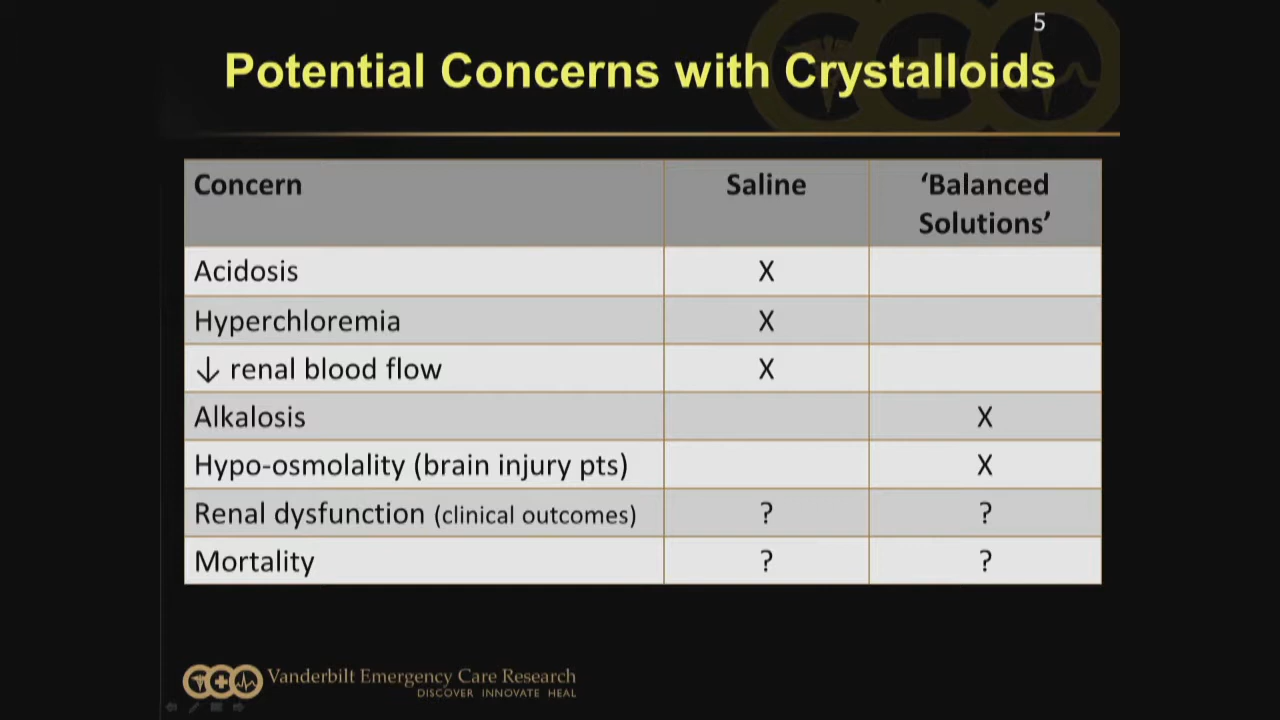 5
Potential Concerns with Crystalloids
Concern Saline ‘Balanced Solutions’
Acidosis X
Hyperchloremia X
↓ renal blood flow X
Alkalosis X
Hypo-osmolality (brain injury pts) X
Renal dysfunction (clinical outcomes) ? ?
Mortality ? ?
Vanderbilt Emergency Care Research
DISCOVER INNOVATE HEAL